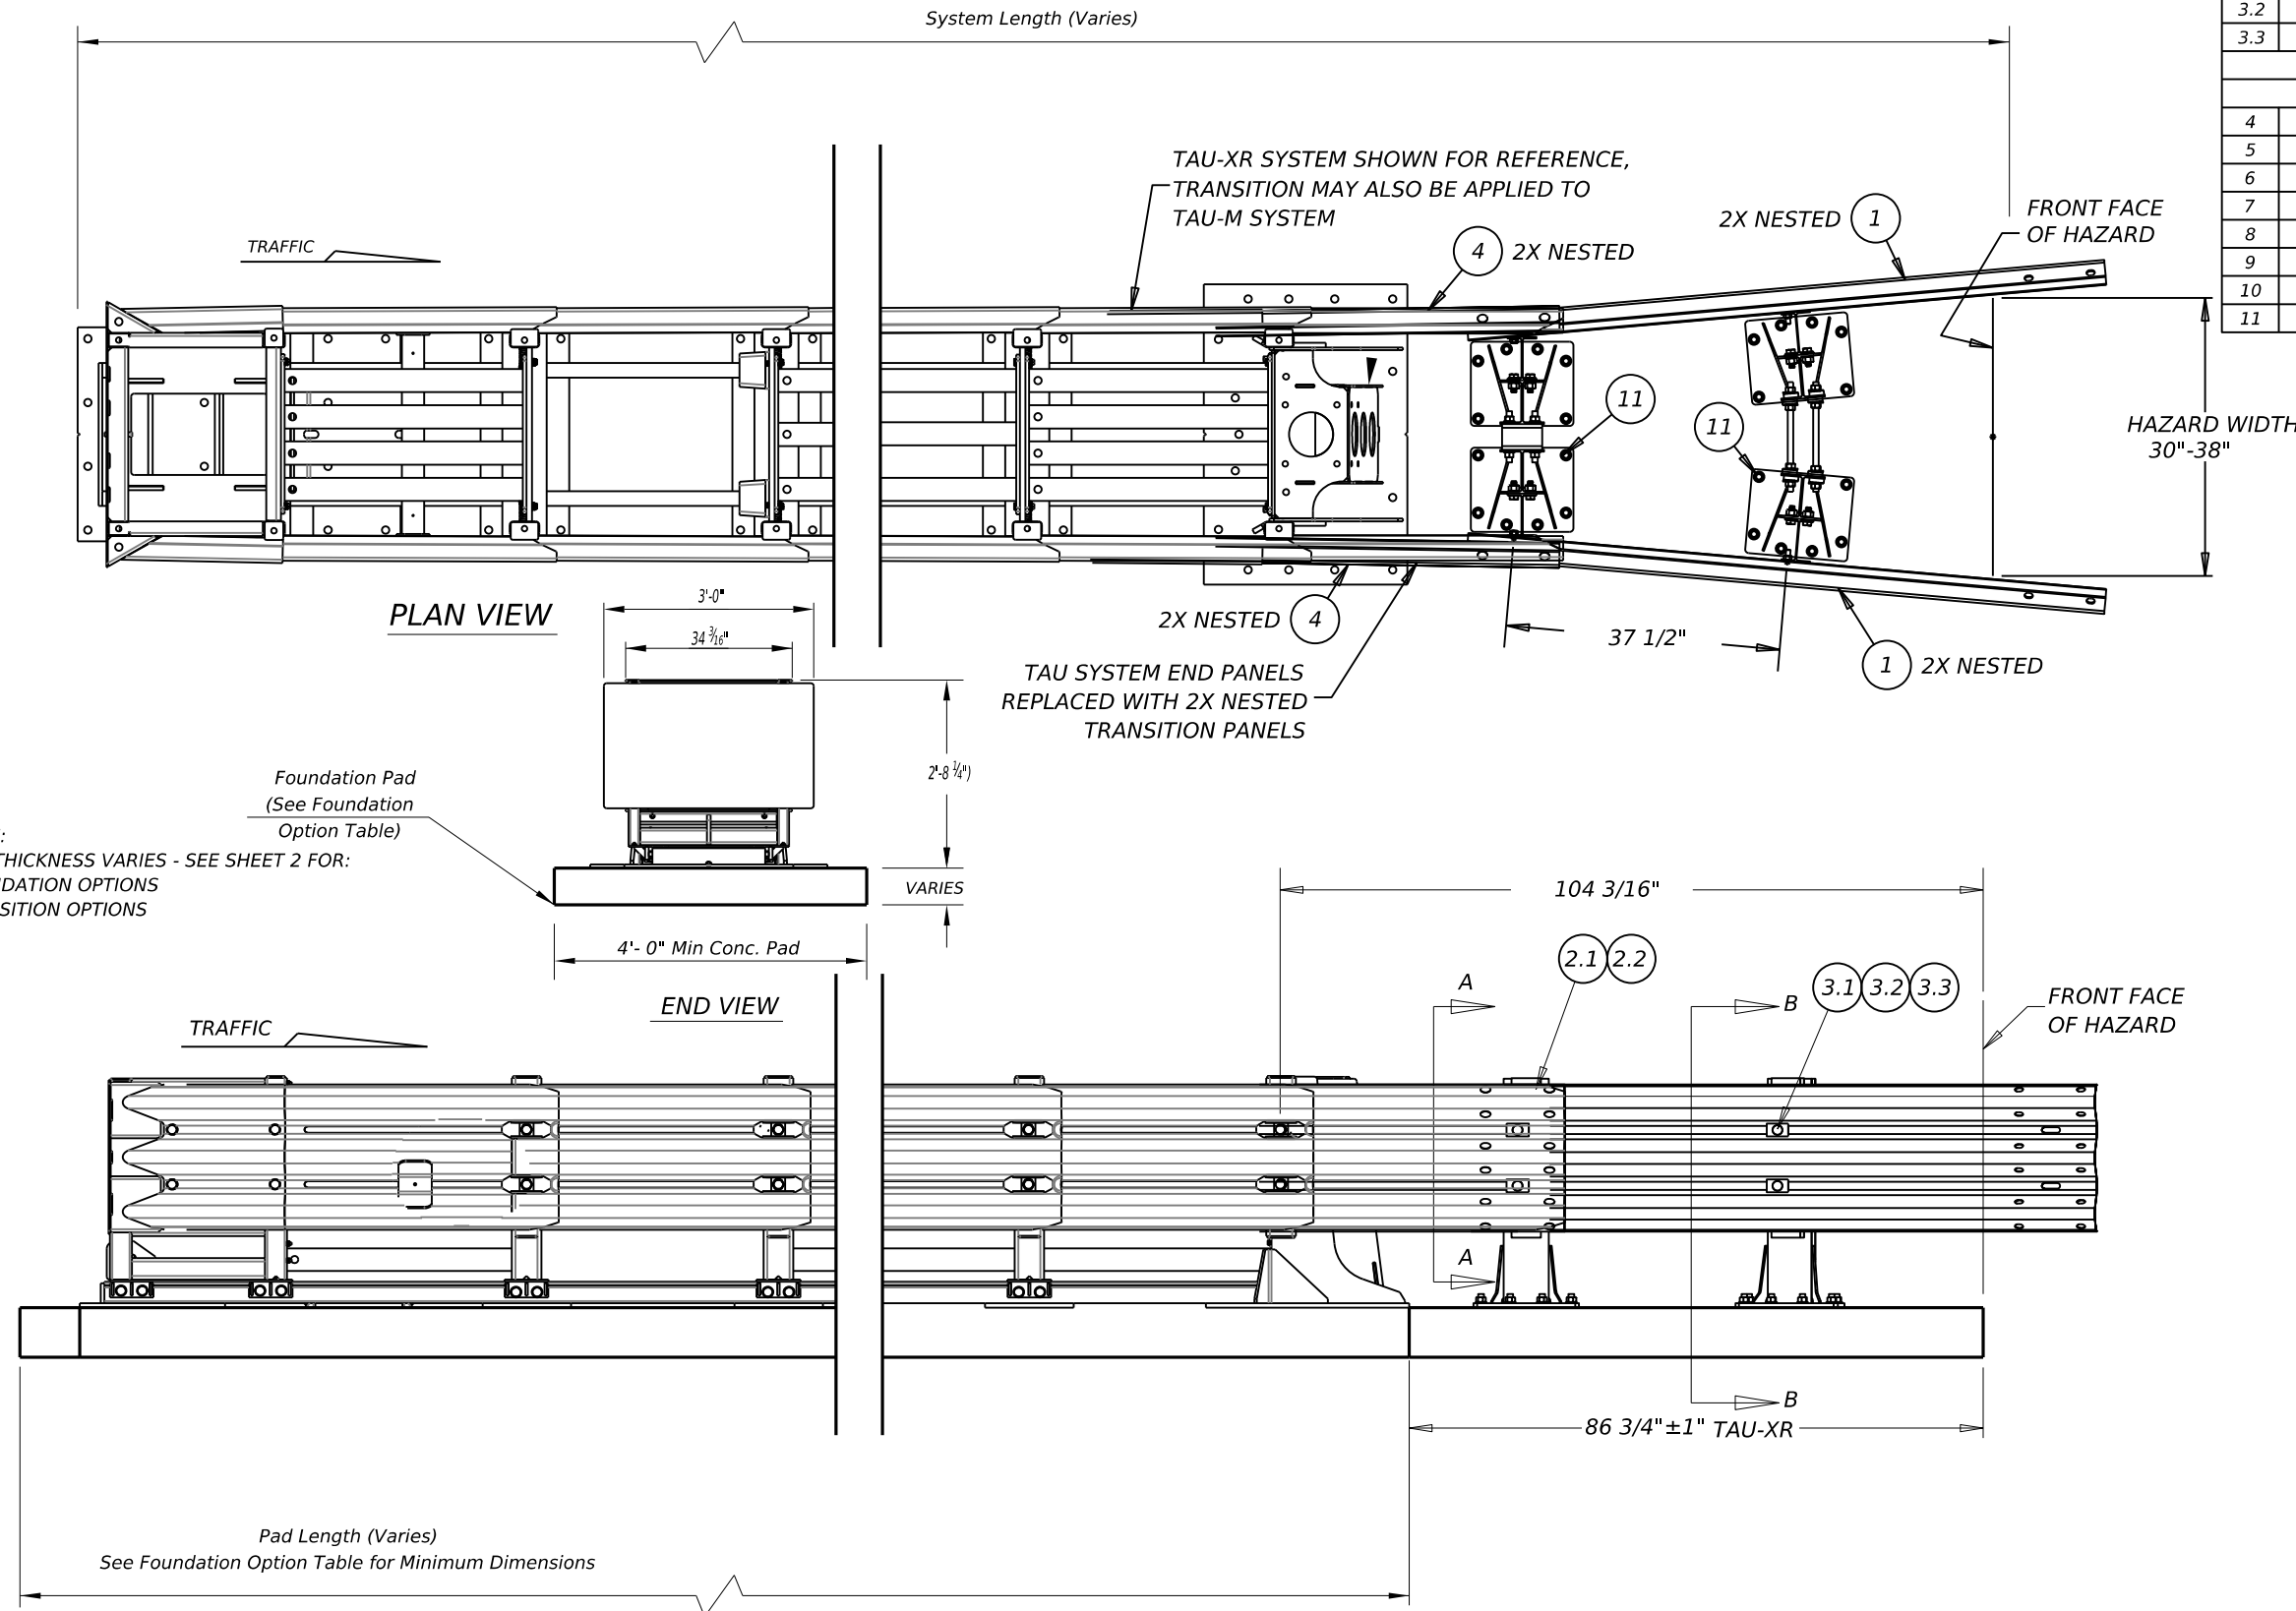 System Length (Varies)
3.2
3.3
4
5
6
7
8
9
10
11
TAU-XR SYSTEM SHOWN FOR REFERENCE,
TRANSITION MAY ALSO BE APPLIED TO
TAU-M SYSTEM
TRAFFIC
4 2X NESTED
2X NESTED 1
FRONT FACE
OF HAZARD
11
11
HAZARD WIDTH
30"-38"
PLAN VIEW
3'-0"
34 3/16"
2X NESTED 4
37 1/2"
1 2X NESTED
TAU SYSTEM END PANELS
REPLACED WITH 2X NESTED
TRANSITION PANELS
2"-8 1/4")
Foundation Pad
(See Foundation
Option Table)
:
THICKNESS VARIES - SEE SHEET 2 FOR:
NDATION OPTIONS
SITION OPTIONS
VARIES
4'- 0" Min Conc. Pad
END VIEW
104 3/16"
2.1 2.2
3.1 3.2 3.3
A
B
FRONT FACE
OF HAZARD
TRAFFIC
A
B
86 3/4"±1" TAU-XR
Pad Length (Varies)
See Foundation Option Table for Minimum Dimensions